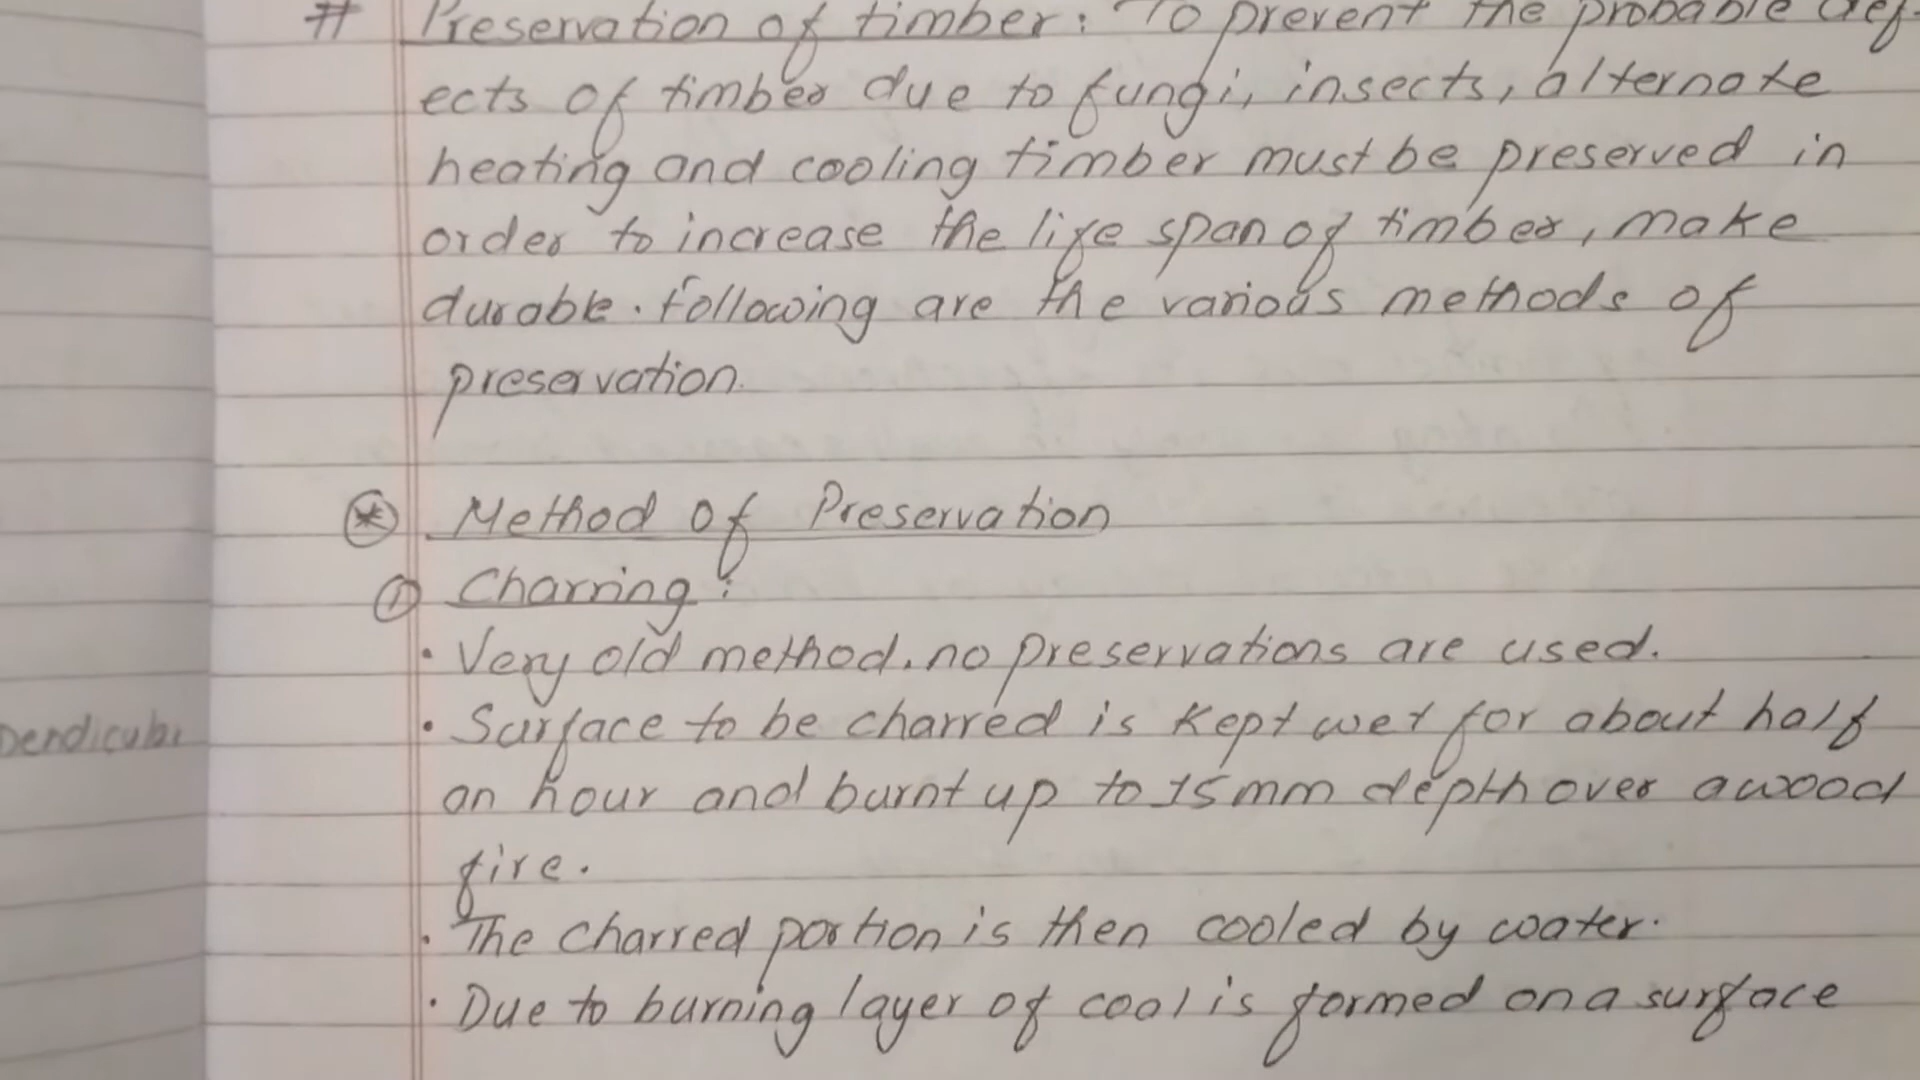 # Preservation of timber: To prevent the probable def-
ects of timber due to fungi, insects, alternate
heating and cooling timber must be preserved in
order to increase the life span of timber, make
durable. Following are the various methods of
preservation.
* Method of Preservation
① Charring:
· Very old method. no preservations are used.
· Surface to be charred is kept wet for about half
an hour and burnt up to 15mm depth over a wood
fire.
· The charred portion is then cooled by water.
· Due to burning layer of coal is formed on a surface
pendicular